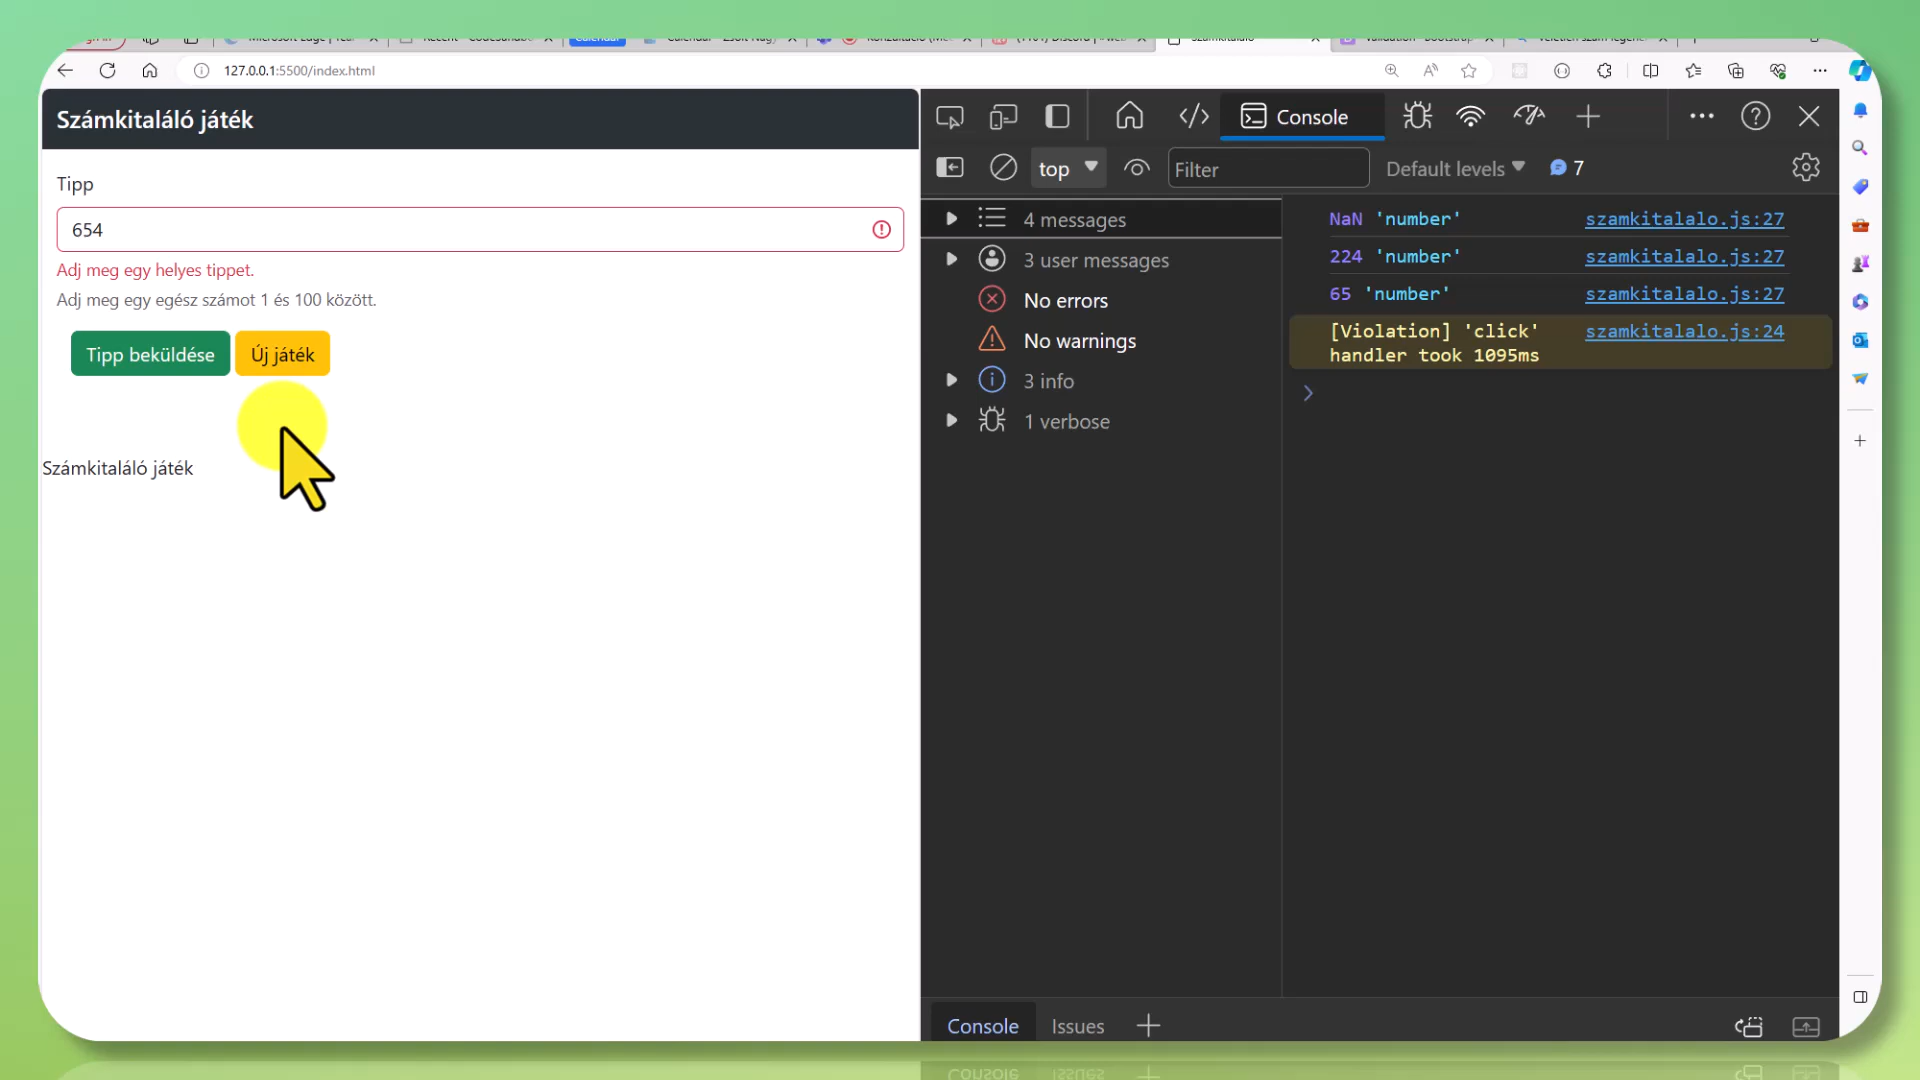 127.0.0.1:5500/index.html
Számkitaláló játék
Tipp
654
Adj meg egy helyes tippet.
Adj meg egy egész számot 1 és 100 között.
Tipp beküldése
Új játék
Számkitaláló játék
Console
top
Filter
Default levels
7
4 messages
3 user messages
No errors
No warnings
3 info
1 verbose
NaN 'number' szamkitalalo.js:27
224 'number' szamkitalalo.js:27
65 'number' szamkitalalo.js:27
[Violation] 'click' szamkitalalo.js:24
handler took 1095ms
Console
Issues